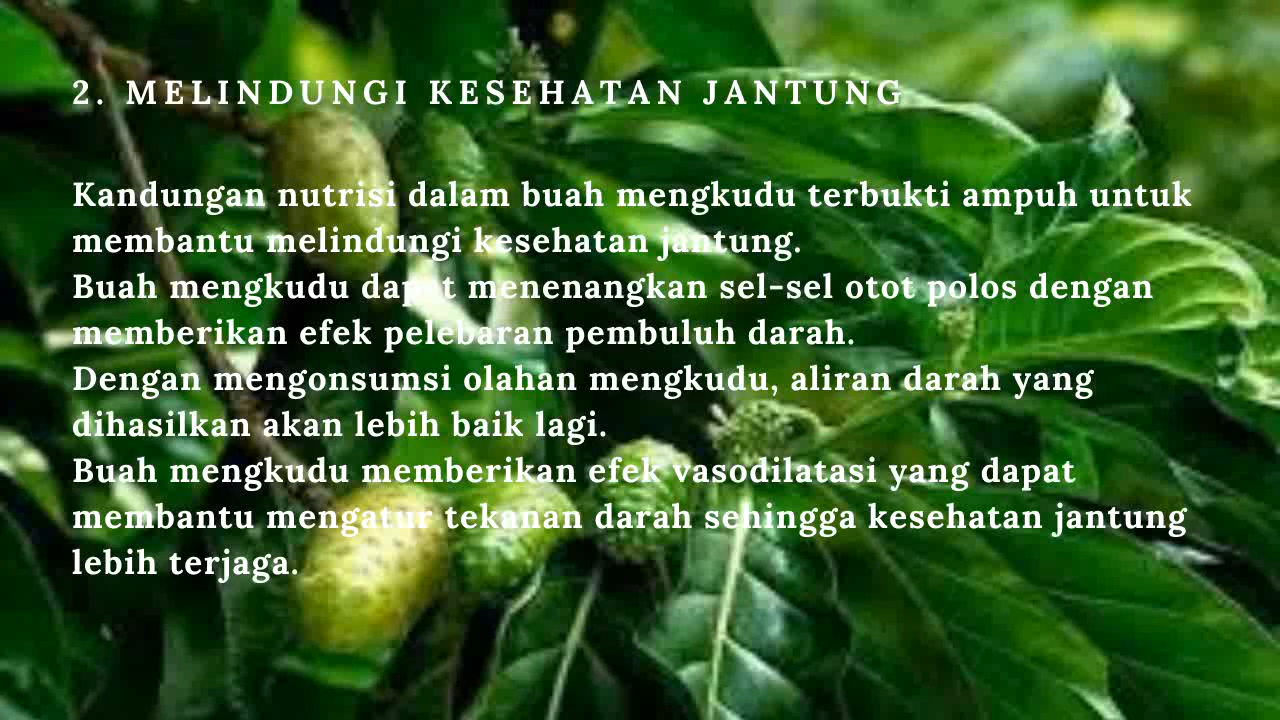 2. MELINDUNGI KESEHATAN JANTUNG
Kandungan nutrisi dalam buah mengkudu terbukti ampuh untuk
membantu melindungi kesehatan jantung.
Buah mengkudu dapat menenangkan sel-sel otot polos dengan
memberikan efek pelebaran pembuluh darah.
Dengan mengonsumsi olahan mengkudu, aliran darah yang
dihasilkan akan lebih baik lagi.
Buah mengkudu memberikan efek vasodilatasi yang dapat
membantu mengatur tekanan darah sehingga kesehatan jantung
lebih terjaga.